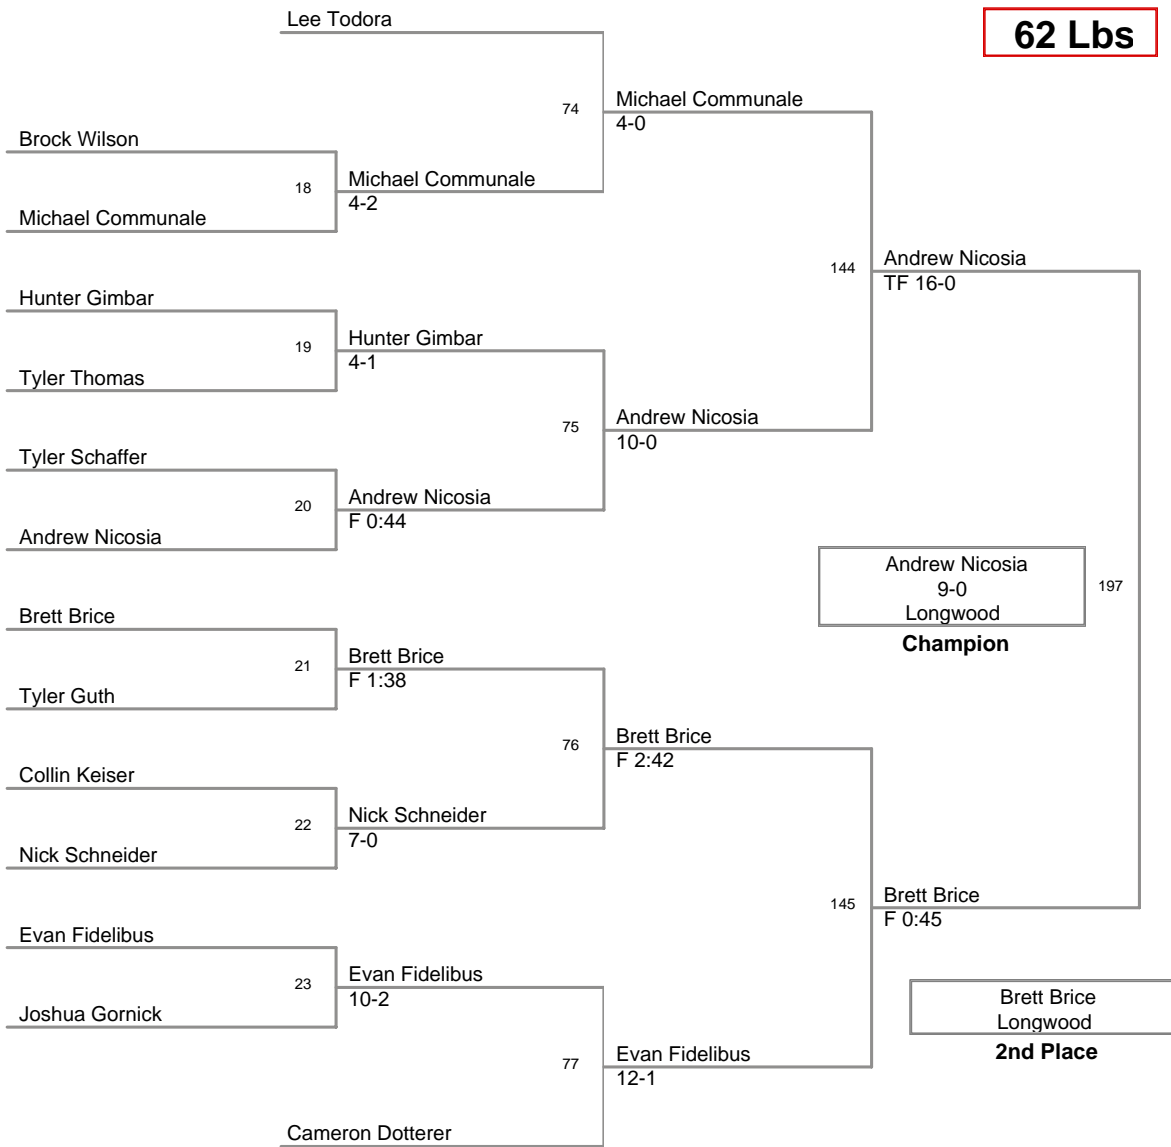 Lee Todora
62 Lbs
74
Michael Communale
4-0
Brock Wilson
18
Michael Communale
4-2
Michael Communale
144
Andrew Nicosia
TF 16-0
Hunter Gimbar
19
Hunter Gimbar
4-1
Tyler Thomas
75
Andrew Nicosia
10-0
Tyler Schaffer
20
Andrew Nicosia
F 0:44
Andrew Nicosia
Andrew Nicosia
9-0
Longwood
Champion
197
Brett Brice
21
Brett Brice
F 1:38
Tyler Guth
76
Brett Brice
F 2:42
Collin Keiser
22
Nick Schneider
7-0
Nick Schneider
145
Brett Brice
F 0:45
Evan Fidelibus
23
Evan Fidelibus
10-2
Joshua Gornick
Brett Brice
Longwood
2nd Place
77
Evan Fidelibus
12-1
Cameron Dotterer